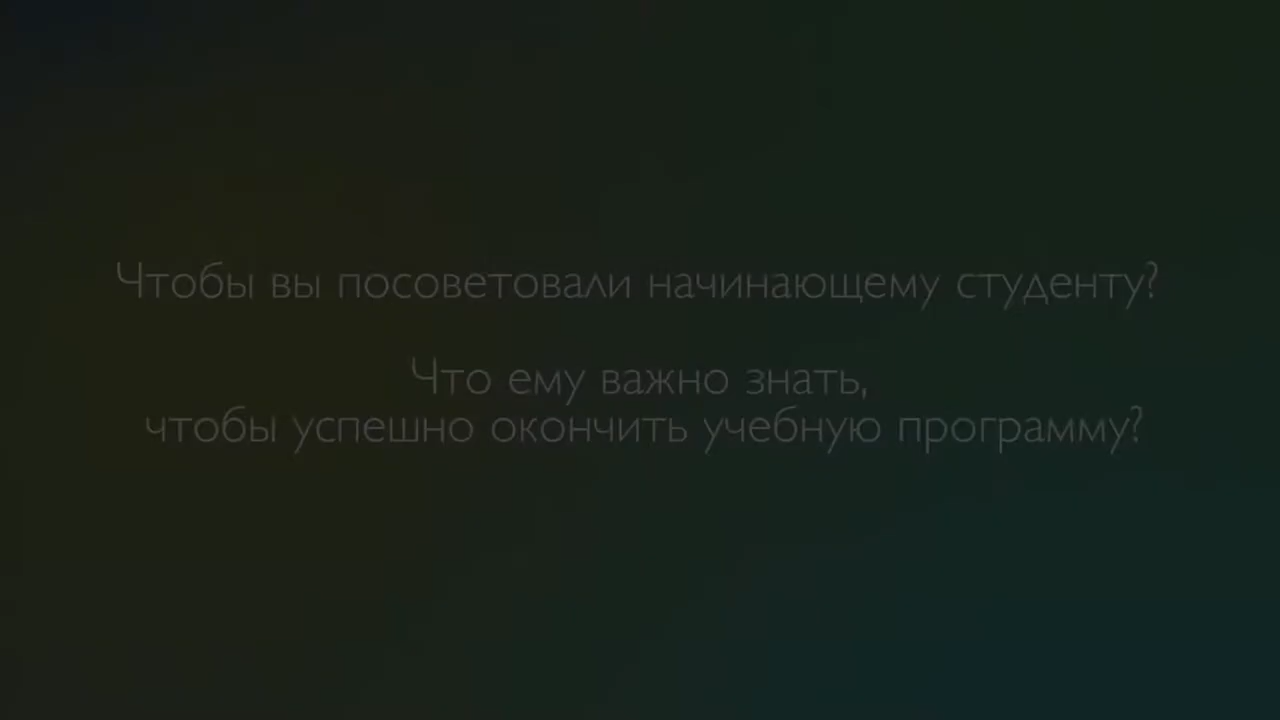 Чтобы вы посоветовали начинающему студенту?
Что ему важно знать,
чтобы успешно окончить учебную программу?